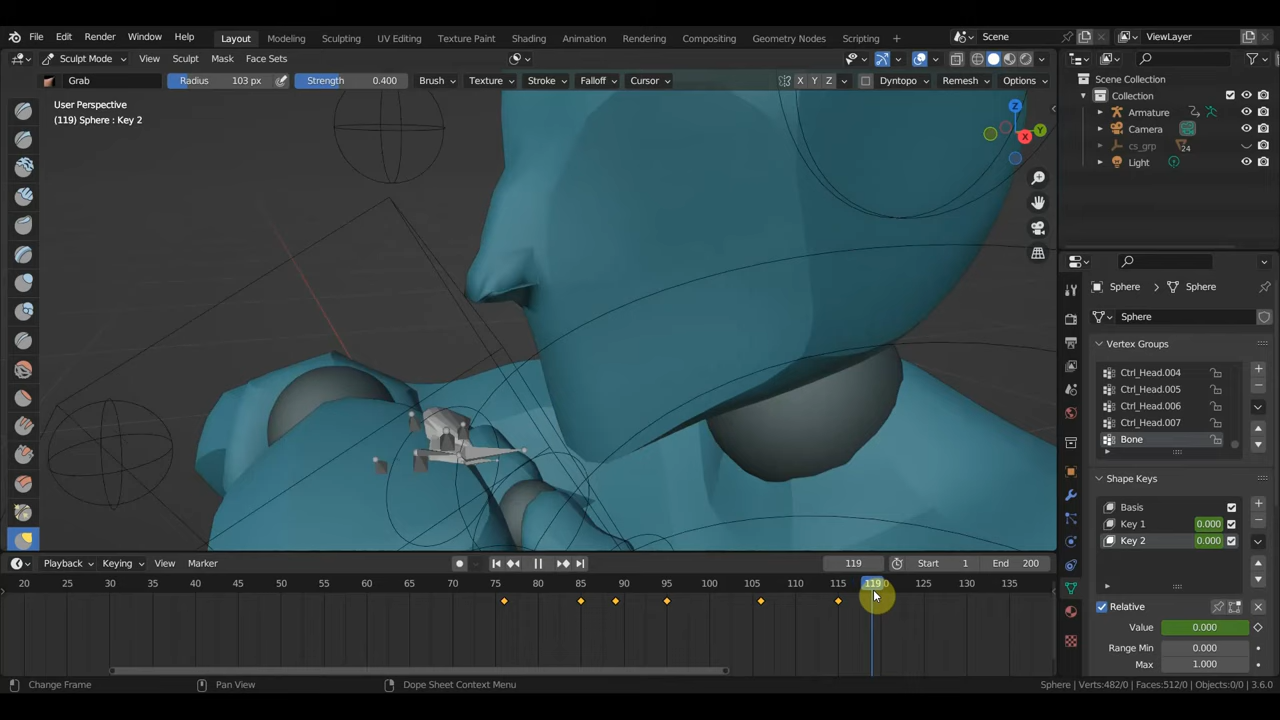 File Edit Render Window Help Layout Modeling Sculpting UV Editing Texture Paint Shading Animation Rendering Compositing Geometry Nodes Scripting + Scene ViewLayer
Sculpt Mode View Sculpt Mask Face Sets
Grab Radius 103 px Strength 0.400 Brush Texture Stroke Falloff Cursor X Y Z Dyntopo Remesh Options
User Perspective
(119) Sphere : Key 2
Z
Y
X
Scene Collection
Collection
Armature
Camera
cs_grp 24
Light
Sphere > Sphere
Sphere
Vertex Groups
Ctrl_Head.004
Ctrl_Head.005
Ctrl_Head.006
Ctrl_Head.007
Bone
Shape Keys
Basis
Key 1 0.000
Key 2 0.000
Relative
Value 0.000
Range Min 0.000
Max 1.000
Playback Keying View Marker 119 Start 1 End 200
20 25 30 35 40 45 50 55 60 65 70 75 80 85 90 95 100 105 110 115 119 125 130 135
Change Frame Pan View Dope Sheet Context Menu Sphere | Verts:482/0 | Faces:512/0 | Objects:0/0 | 3.6.0